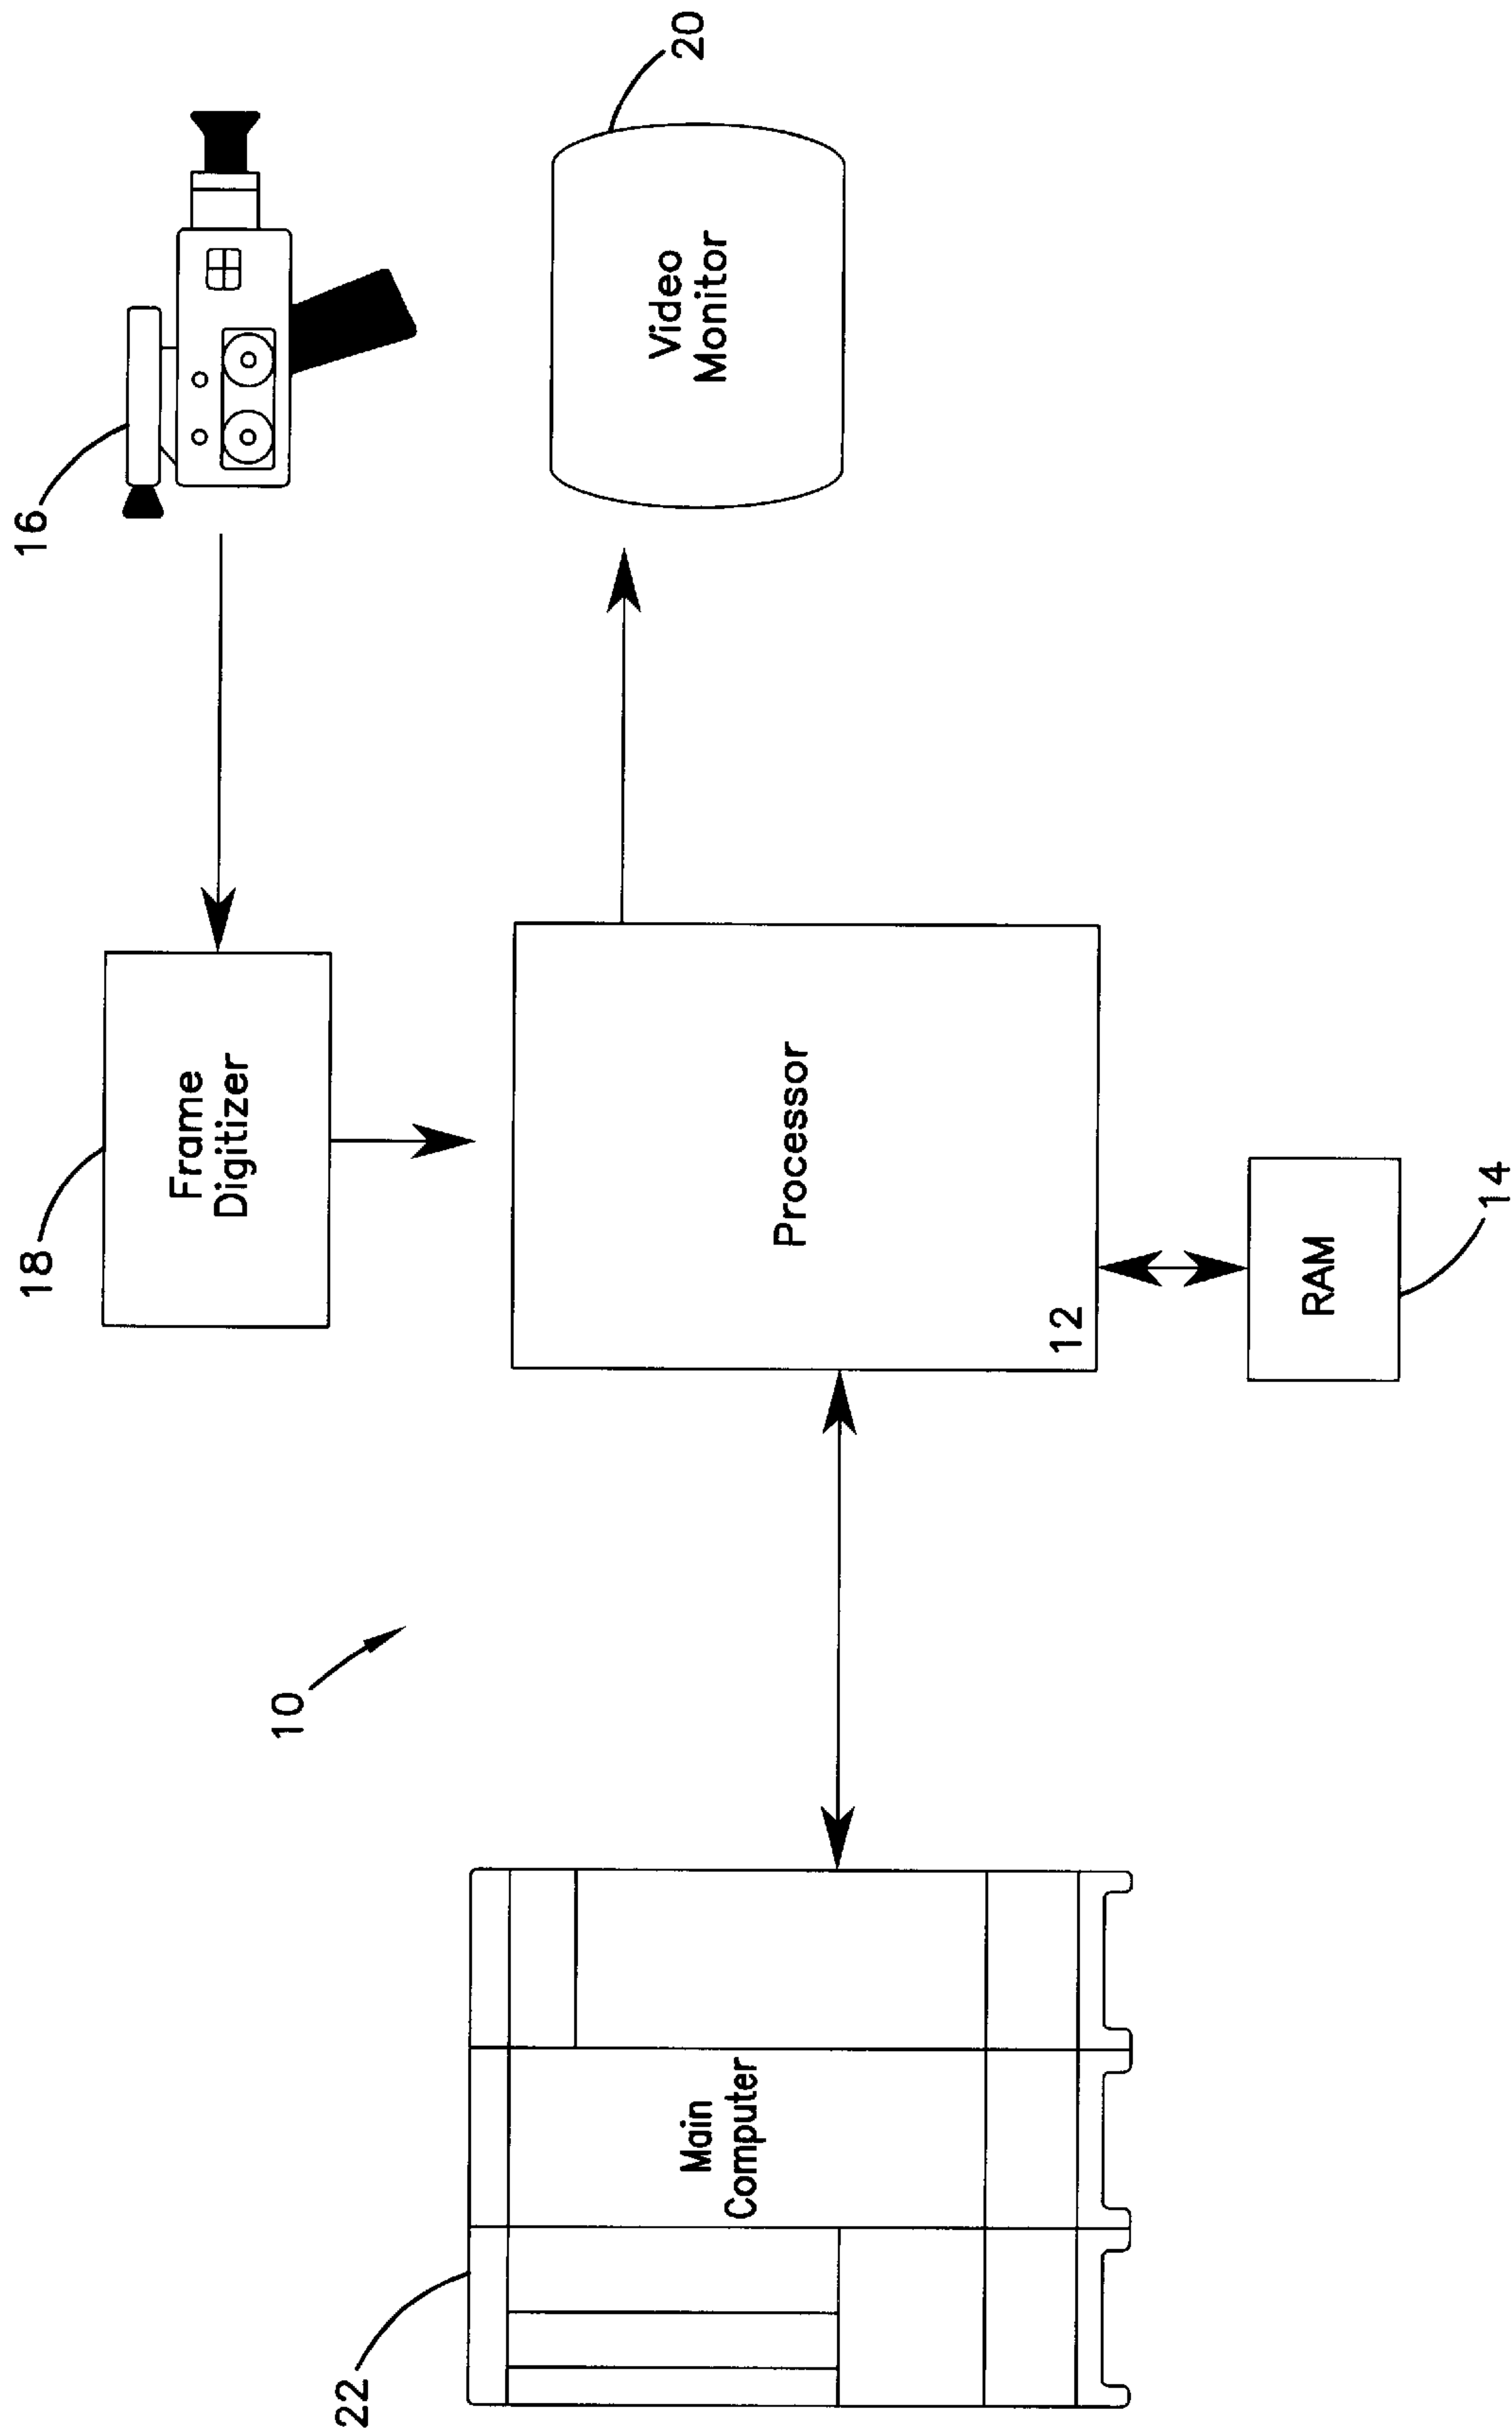 22
Main
Computer
10
18
Frame
Digitizer
Processor
12
RAM
14
16
Video
Monitor
20